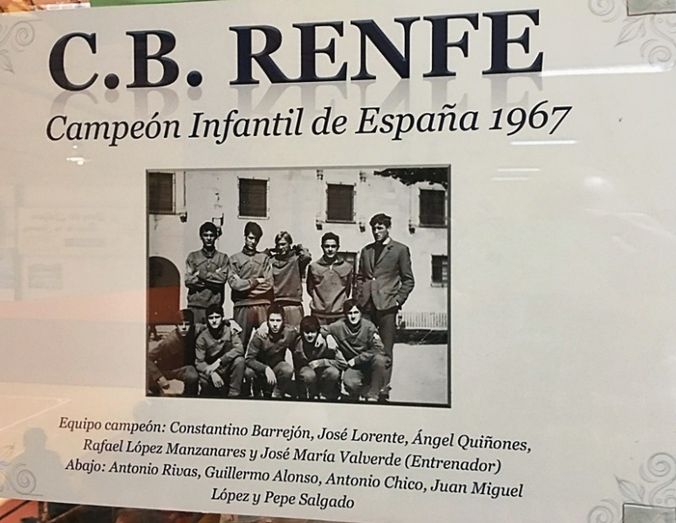 C.B. RENFE
Campeón Infantil de España 1967
Equipo campeón: Constantino Barrejón, José Lorente, Ángel Quiñones,
Rafael López Manzanares y José María Valverde (Entrenador)
Abajo: Antonio Rivas, Guillermo Alonso, Antonio Chico, Juan Miguel
López y Pepe Salgado